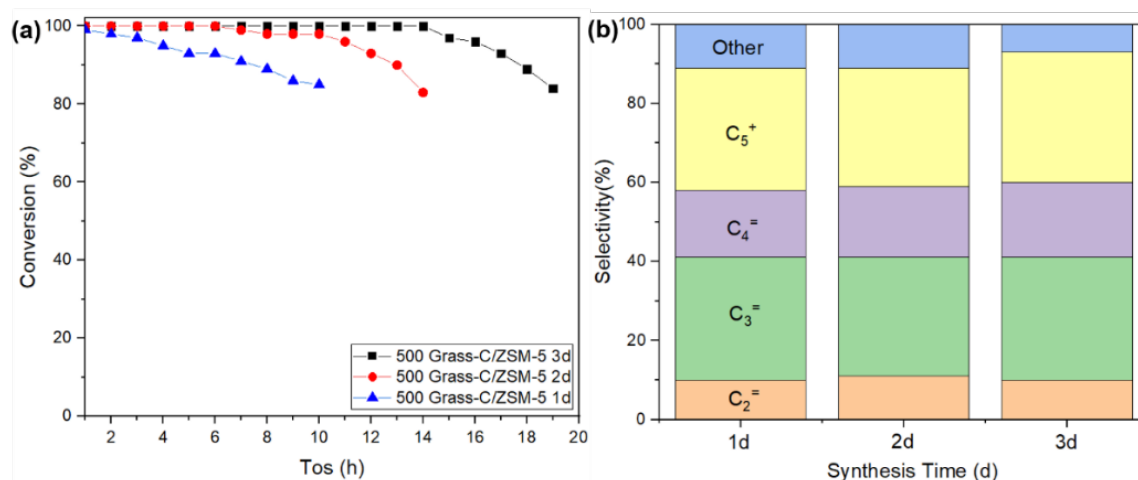 (a)
100
80
60
40
20
0
Conversion (%)
2 4 6 8 10 12 14 16 18 20
Tos (h)
500 Grass-C/ZSM-5 3d
500 Grass-C/ZSM-5 2d
500 Grass-C/ZSM-5 1d
(b)
100
80
60
40
20
0
Selectivity(%)
Other
C₅⁺
C₄⁼
C₃⁼
C₂⁼
1d 2d 3d
Synthesis Time (d)